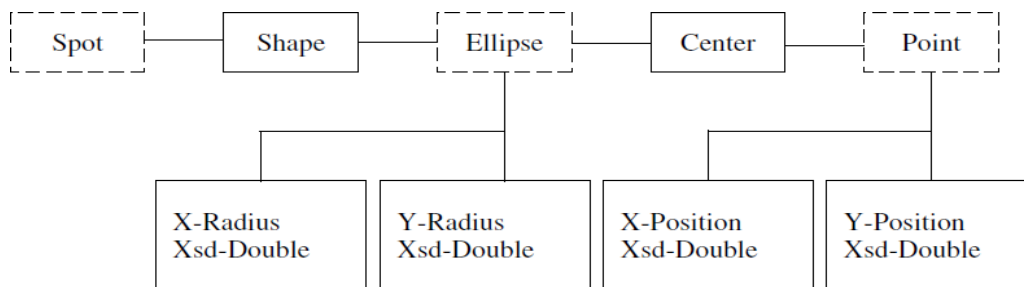 Spot
Shape
Ellipse
Center
Point
X-Radius
Xsd-Double
Y-Radius
Xsd-Double
X-Position
Xsd-Double
Y-Position
Xsd-Double